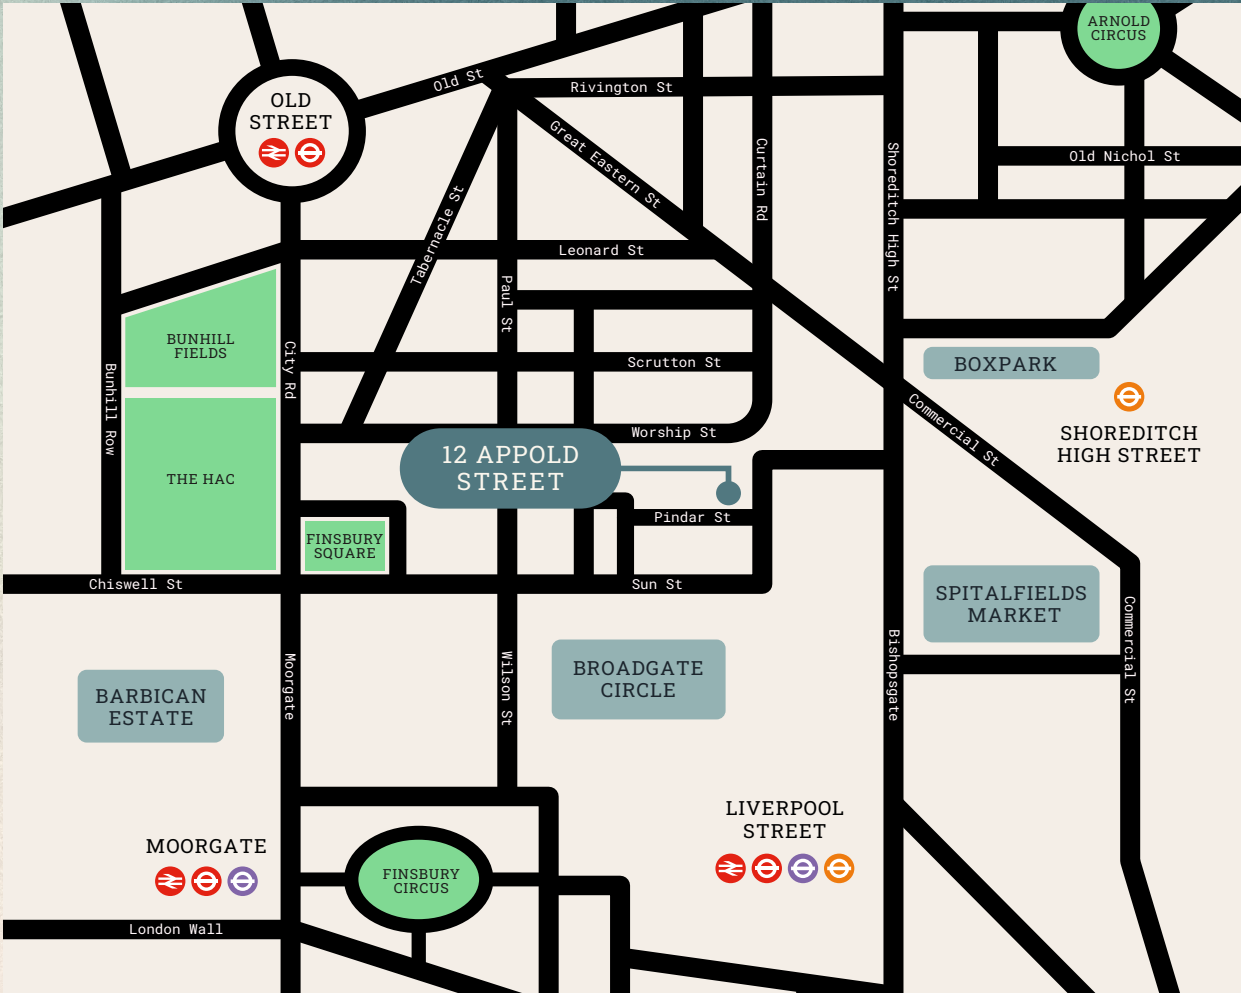 ARNOLD
CIRCUS
Old St
Rivington St
OLD
STREET
Great Eastern St
Curtain Rd
Shoreditch High St
Old Nichol St
Tabernacle St
Leonard St
Paul St
BUNHILL
FIELDS
City Rd
Scrutton St
BOXPARK
Bunhill Row
Commercial St
SHOREDITCH
HIGH STREET
Worship St
12 APPOLD
STREET
THE HAC
Pindar St
FINSBURY
SQUARE
Chiswell St
Sun St
SPITALFIELDS
MARKET
Commercial St
Moorgate
Wilson St
BROADGATE
CIRCLE
Bishopsgate
BARBICAN
ESTATE
LIVERPOOL
STREET
MOORGATE
FINSBURY
CIRCUS
London Wall